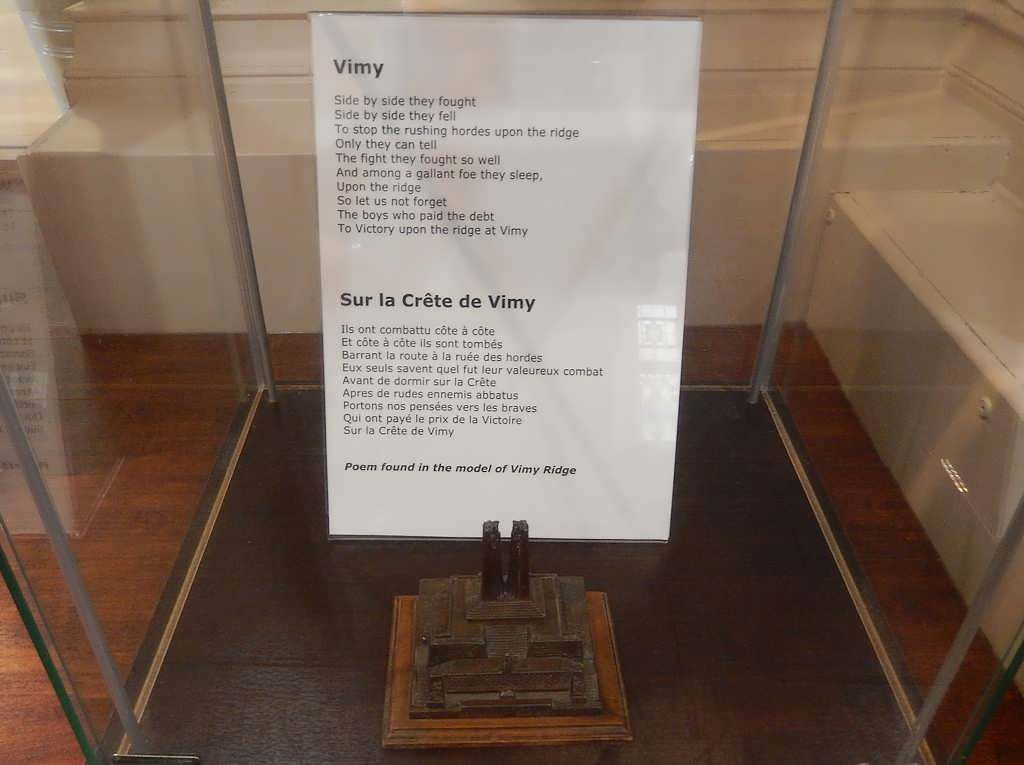 Vimy
Side by side they fought
Side by side they fell
To stop the rushing hordes upon the ridge
Only they can tell
The fight they fought so well
And among a gallant foe they sleep,
Upon the ridge
So let us not forget
The boys who paid the debt
To Victory upon the ridge at Vimy
Sur la Crête de Vimy
Ils ont combattu côte à côte
Et côte à côte ils sont tombés
Barrant la route à la ruée des hordes
Eux seuls savent quel fut leur valeureux combat
Avant de dormir sur la Crête
Apres de rudes ennemis abbatus
Portons nos pensées vers les braves
Qui ont payé le prix de la Victoire
Sur la Crête de Vimy
Poem found in the model of Vimy Ridge